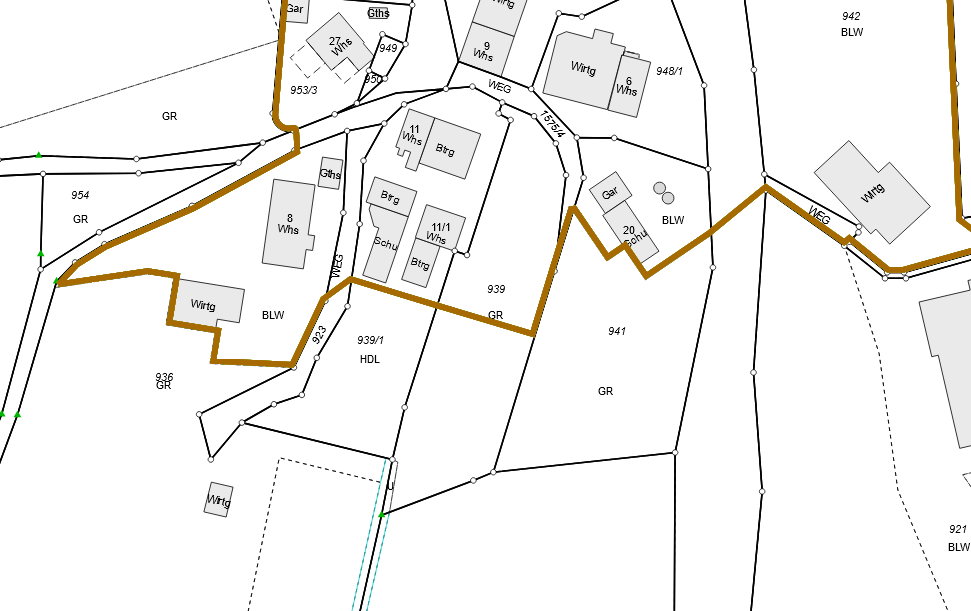 Gar
Gths
Wirtg
27
Whs
949
9
Whs
942
BLW
950
953/3
Wirtg
6
Whs
948/1
WEG
GR
1575/4
11
Whs
Btrg
Gths
954
GR
8
Whs
Btrg
Schu
11/1
Whs
Btrg
Gar
20
Schu
BLW
Wirtg
WEG
WEG
939
GR
Wirtg
BLW
923
939/1
HDL
941
GR
936
GR
Wirtg
U
921
BLW